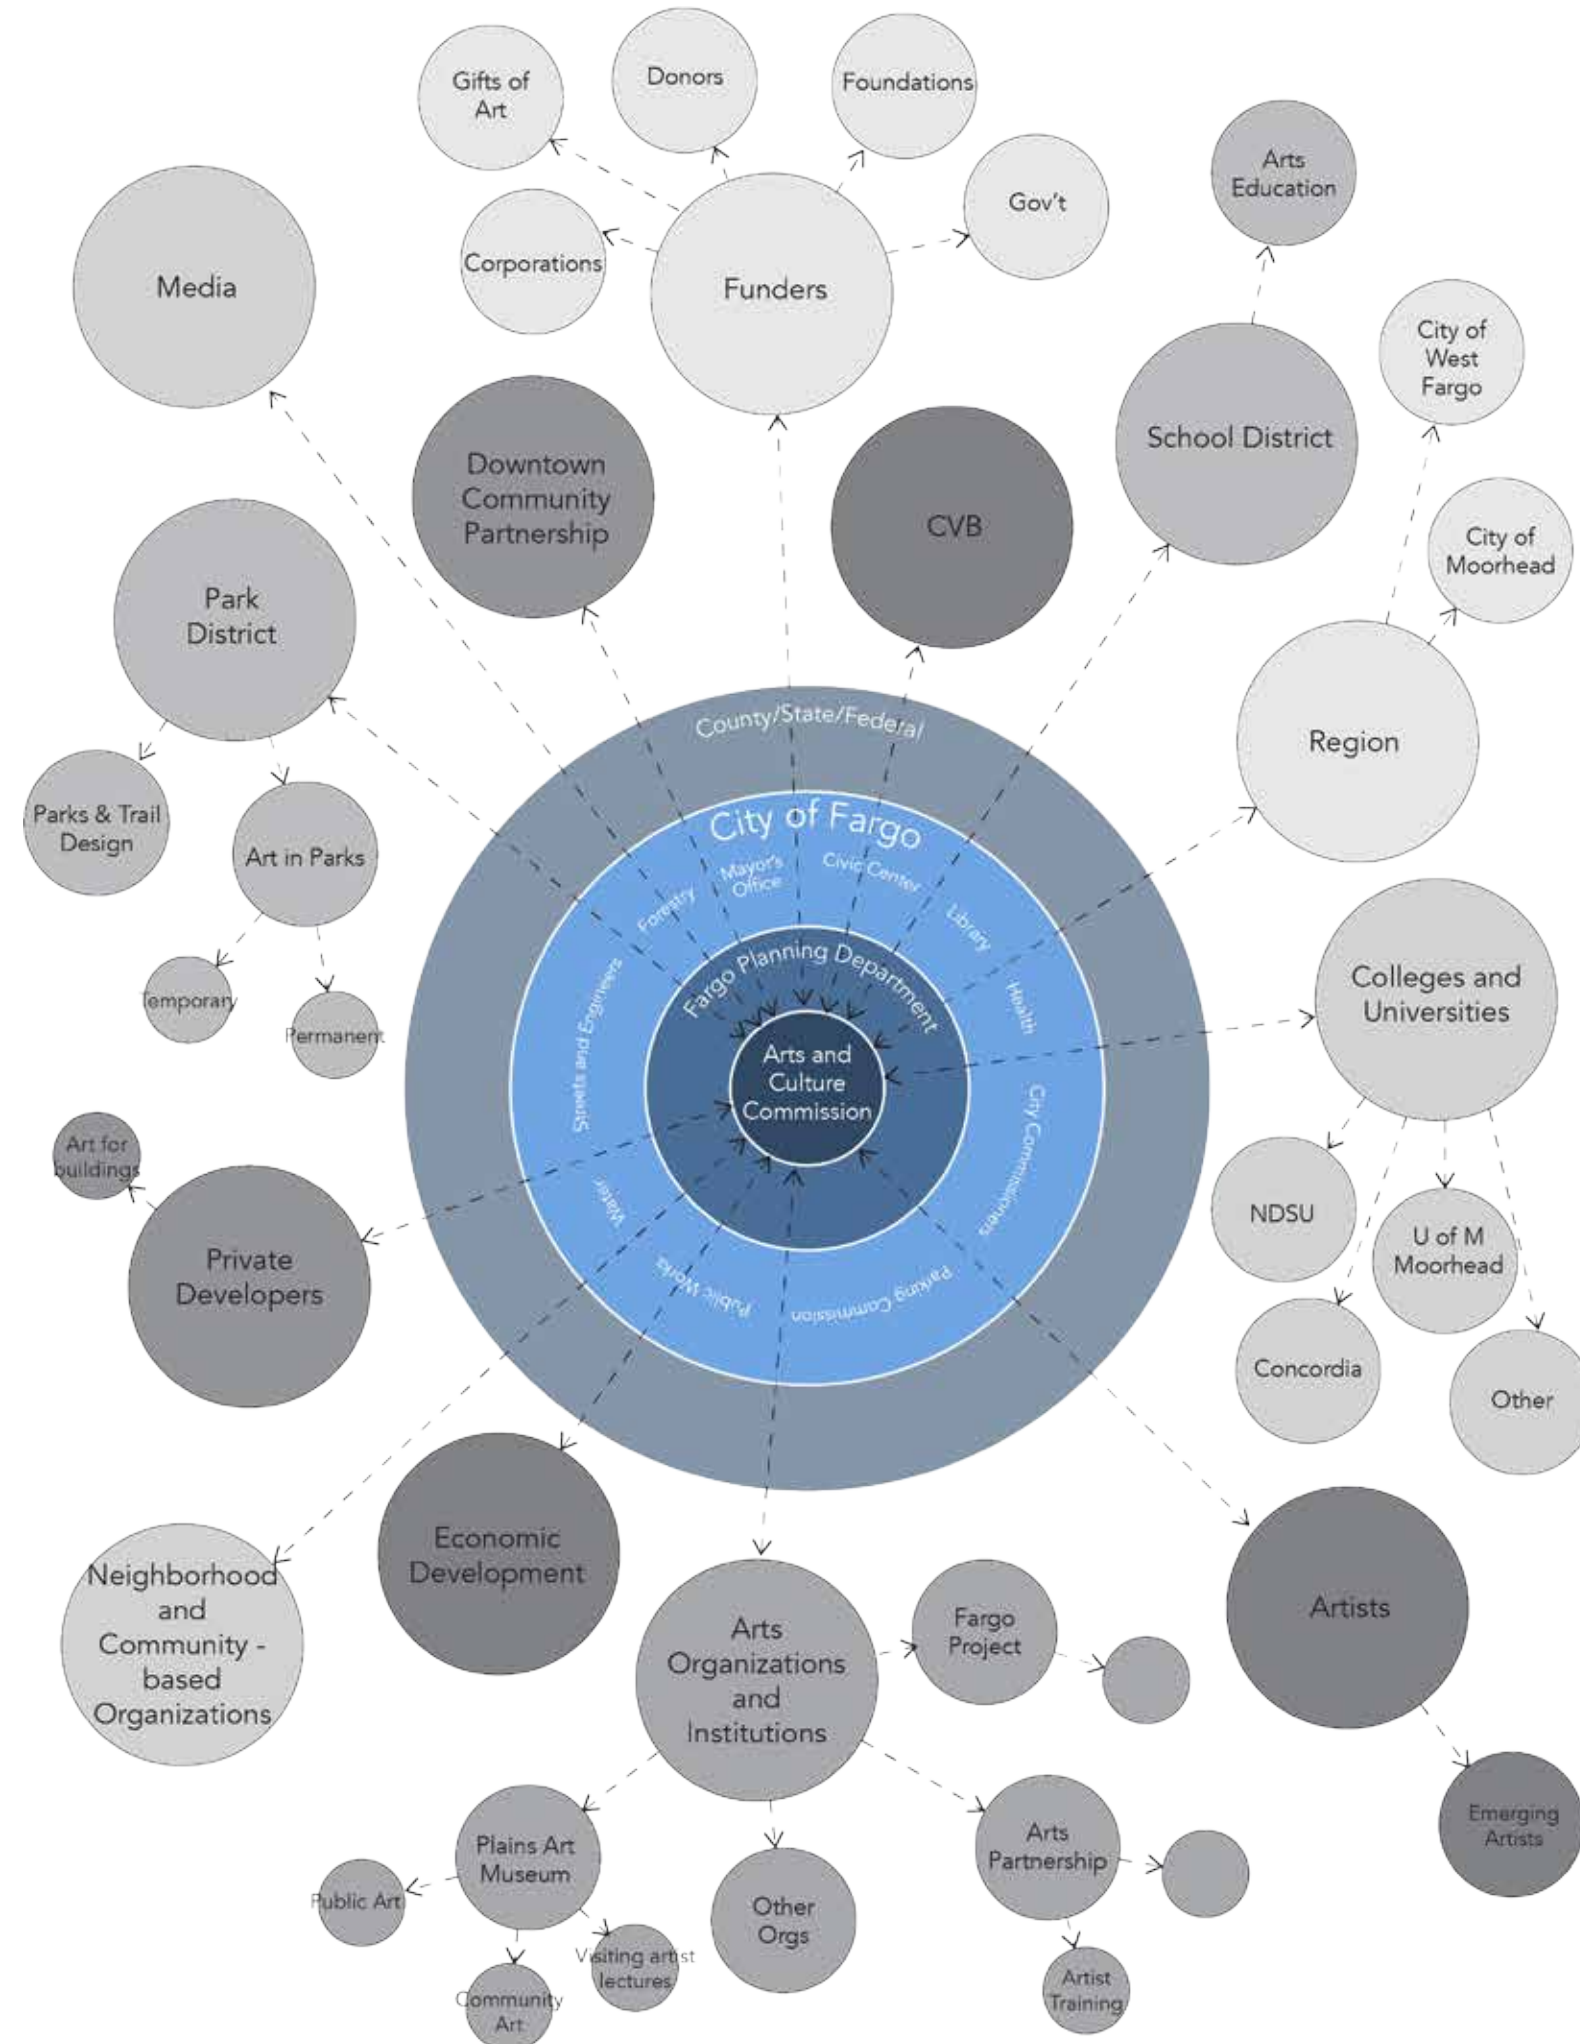 Gifts of
Art
Donors
Foundations
Gov't
Corporations
Funders
Media
Arts
Education
School District
City of
West
Fargo
City of
Moorhead
Region
Downtown
Community
Partnership
CVB
Park
District
Parks & Trail
Design
Art in Parks
Temporary
Permanent
County/State/Federal
City of Fargo
Streets and Engineers
Forestry
Mayor's
Office
Civic Center
Library
Health
City Commissioners
Parking Commission
Public Works
Water
Fargo Planning Department
Arts and
Culture
Commission
Colleges and
Universities
NDSU
U of M
Moorhead
Concordia
Other
Art for
buildings
Private
Developers
Neighborhood
and
Community -
based
Organizations
Economic
Development
Arts
Organizations
and
Institutions
Fargo
Project
Artists
Emerging
Artists
Plains Art
Museum
Public Art
Community
Art
Visiting artist
lectures
Other
Orgs
Arts
Partnership
Artist
Training